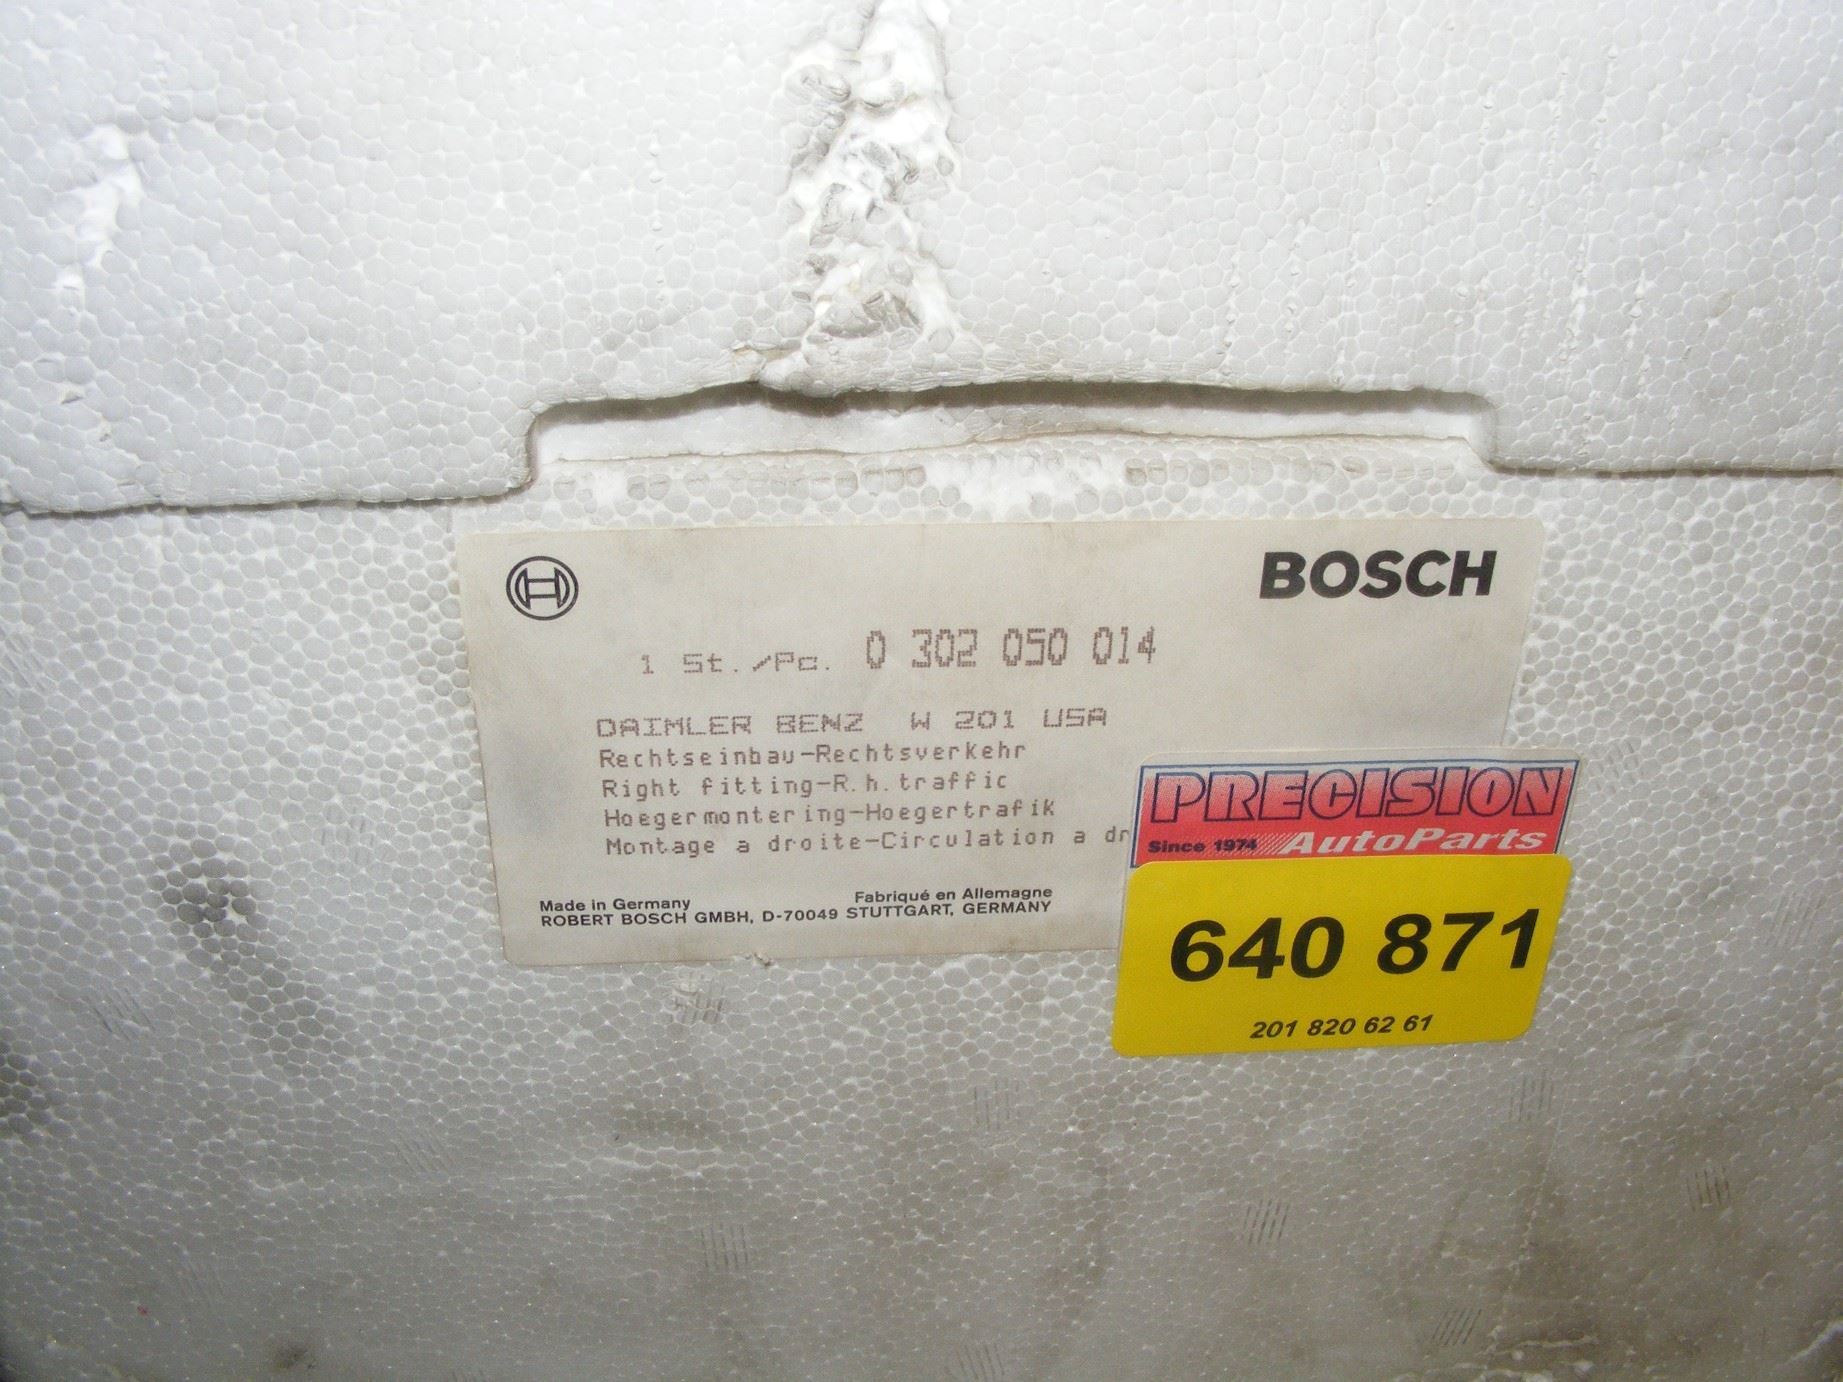 BOSCH
1 St./Pc. 0 302 050 014
DAIMLER BENZ W 201 USA
Rechtseinbau-Rechtsverkehr
Right fitting-R.h.traffic
Hoegermontering-Hoegertrafik
Montage a droite-Circulation a dr
Made in Germany Fabriqué en Allemagne
ROBERT BOSCH GMBH, D-70049 STUTTGART, GERMANY
PRECISION
Since 1974 AutoParts
640 871
201 820 62 61